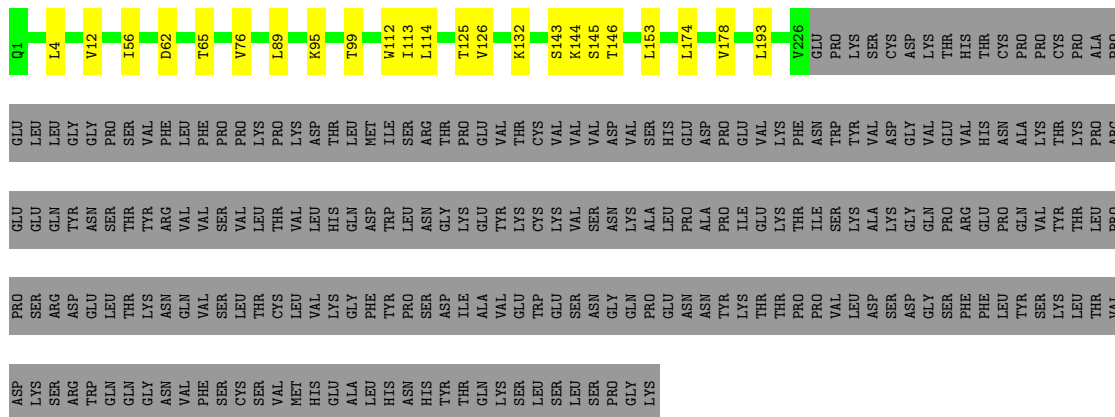 Q1 L4 V12 I56 D62 T65 V76 L89 K95 T99 W112 I113 L114 T125 V126 K132 S143 K144 S145 T146 L153 L174 V178 L193 V226 GLU PRO LYS SER CYS ASP LYS THR HIS THR CYS PRO PRO CYS PRO ALA PRO
GLU LEU LEU GLY GLY PRO SER VAL PHE LEU PHE PRO PRO LYS PRO LYS ASP THR LEU MET ILE SER ARG THR PRO GLU VAL THR CYS VAL VAL VAL ASP VAL SER HIS GLU ASP PRO GLU VAL LYS PHE ASN TRP TYR VAL ASP GLY VAL GLU VAL HIS ASN ALA LYS THR LYS PRO ARG
GLU GLU GLN TYR ASN SER THR TYR ARG VAL VAL SER VAL LEU THR VAL LEU HIS GLN ASP TRP LEU ASN GLY LYS GLU TYR LYS CYS LYS VAL SER ASN LYS ALA LEU PRO ALA PRO ILE GLU LYS THR ILE SER LYS ALA LYS GLY GLN PRO ARG GLU PRO GLN VAL TYR THR LEU PRO
PRO SER ARG ASP GLU LEU THR LYS ASN GLN VAL SER LEU THR CYS LEU VAL LYS GLY PHE TYR PRO SER ASP ILE ALA VAL GLU TRP GLU SER ASN GLY GLN PRO GLU ASN ASN TYR LYS THR THR PRO PRO VAL LEU ASP SER ASP GLY SER PHE PHE LEU TYR SER LYS LEU THR VAL
ASP LYS SER ARG TRP GLN GLN GLY ASN VAL PHE SER CYS SER VAL MET HIS GLU ALA LEU HIS ASN HIS TYR THR GLN LYS SER LEU SER LEU SER PRO GLY LYS